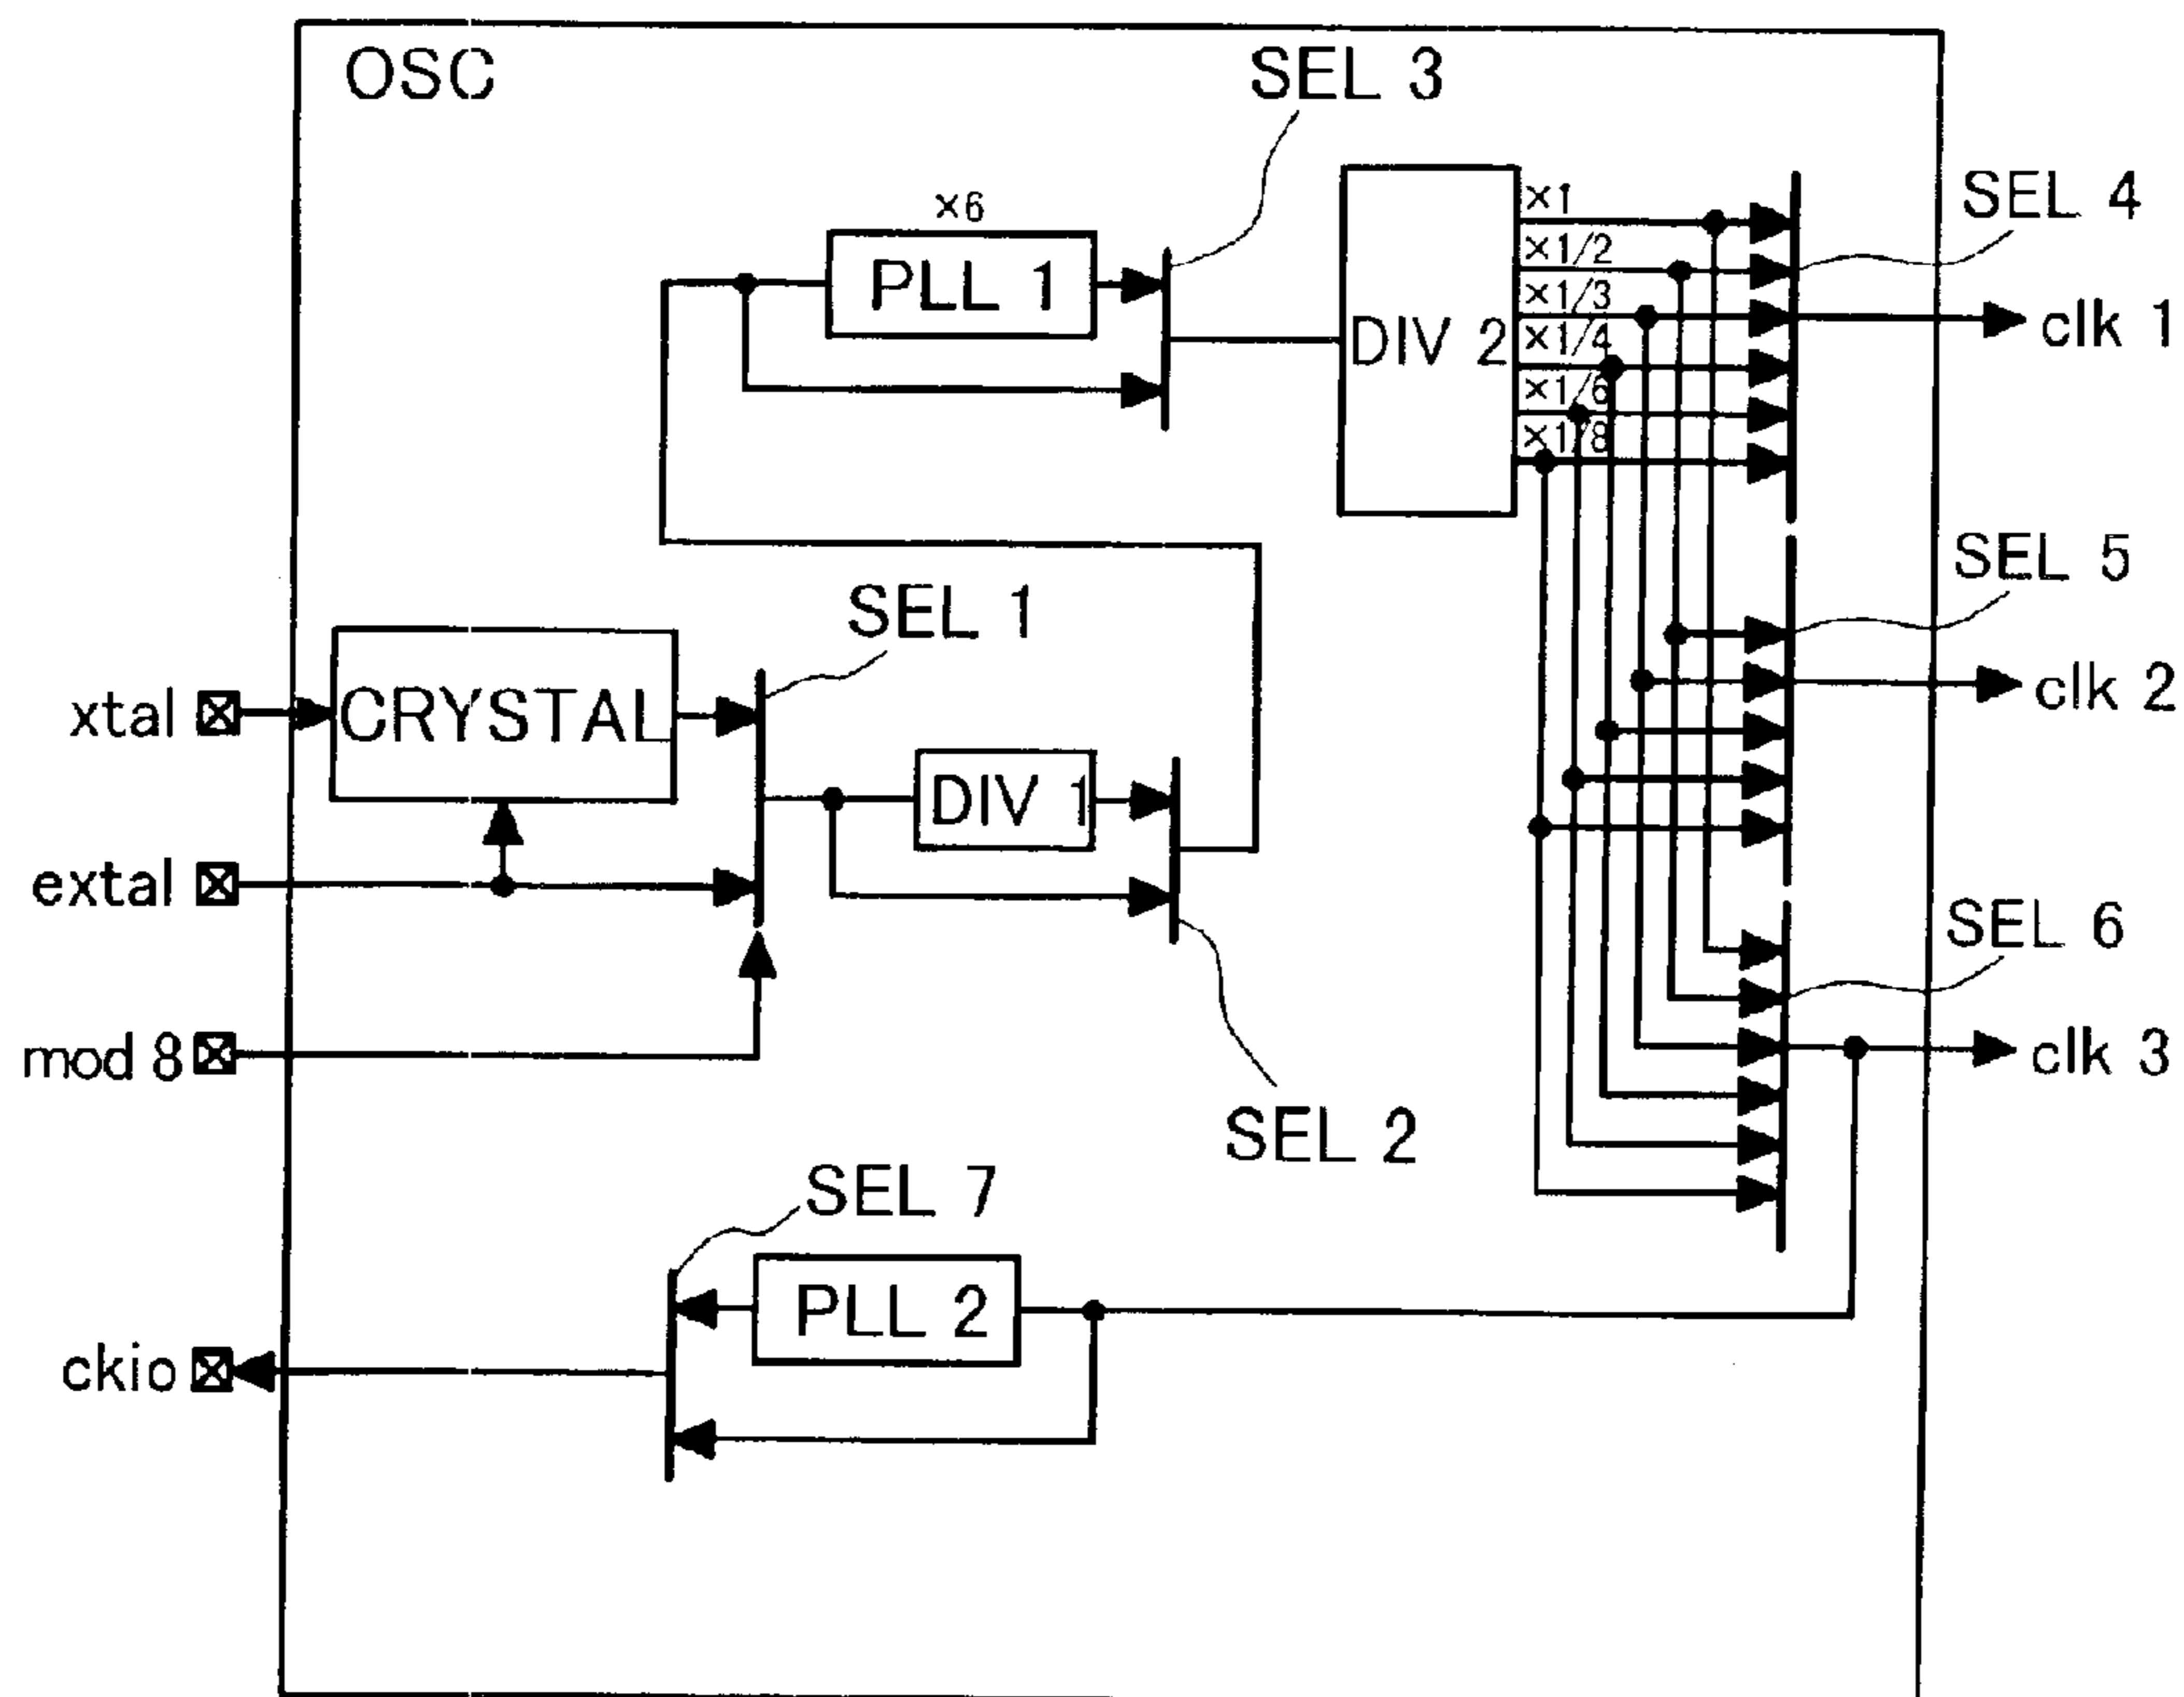 OSC
SEL 3
×6
PLL 1
DIV 2
×1
×1/2
×1/3
×1/4
×1/6
×1/8
SEL 4
clk 1
SEL 5
clk 2
SEL 1
xtal
CRYSTAL
DIV 1
extal
SEL 6
mod 8
clk 3
SEL 2
SEL 7
PLL 2
ckio